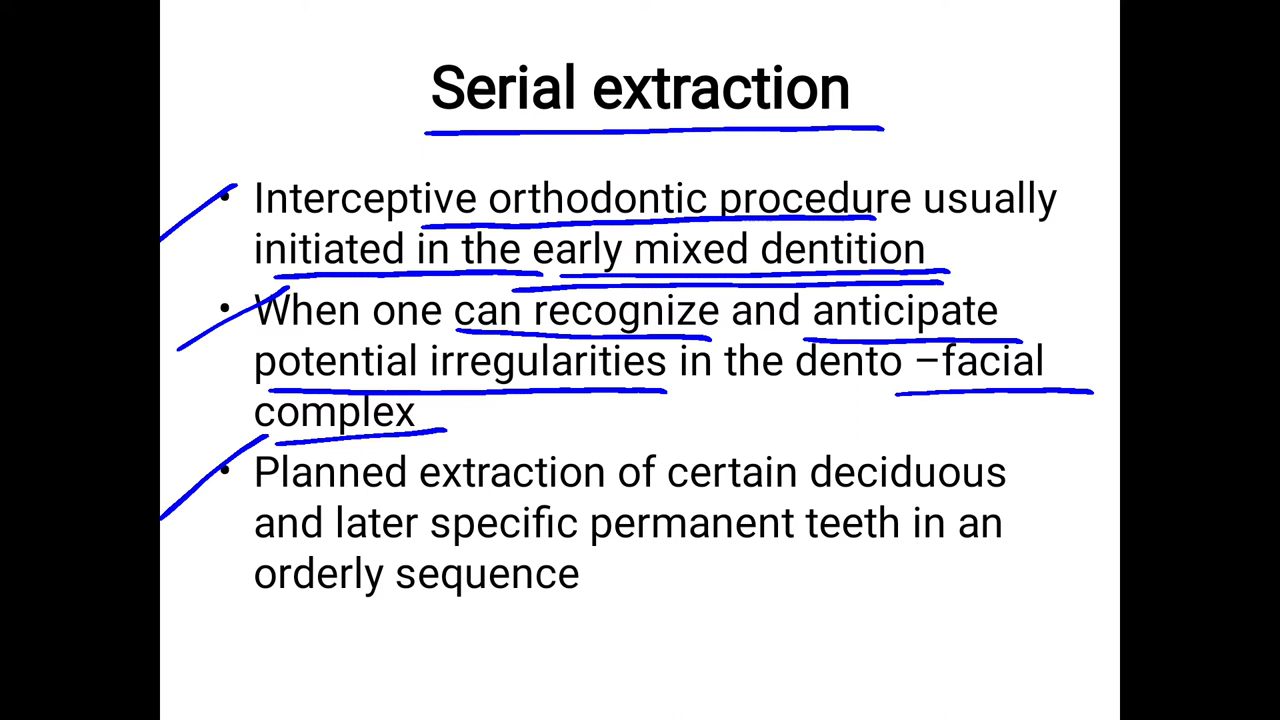 Serial extraction
• Interceptive orthodontic procedure usually
initiated in the early mixed dentition
• When one can recognize and anticipate
potential irregularities in the dento –facial
complex
• Planned extraction of certain deciduous
and later specific permanent teeth in an
orderly sequence